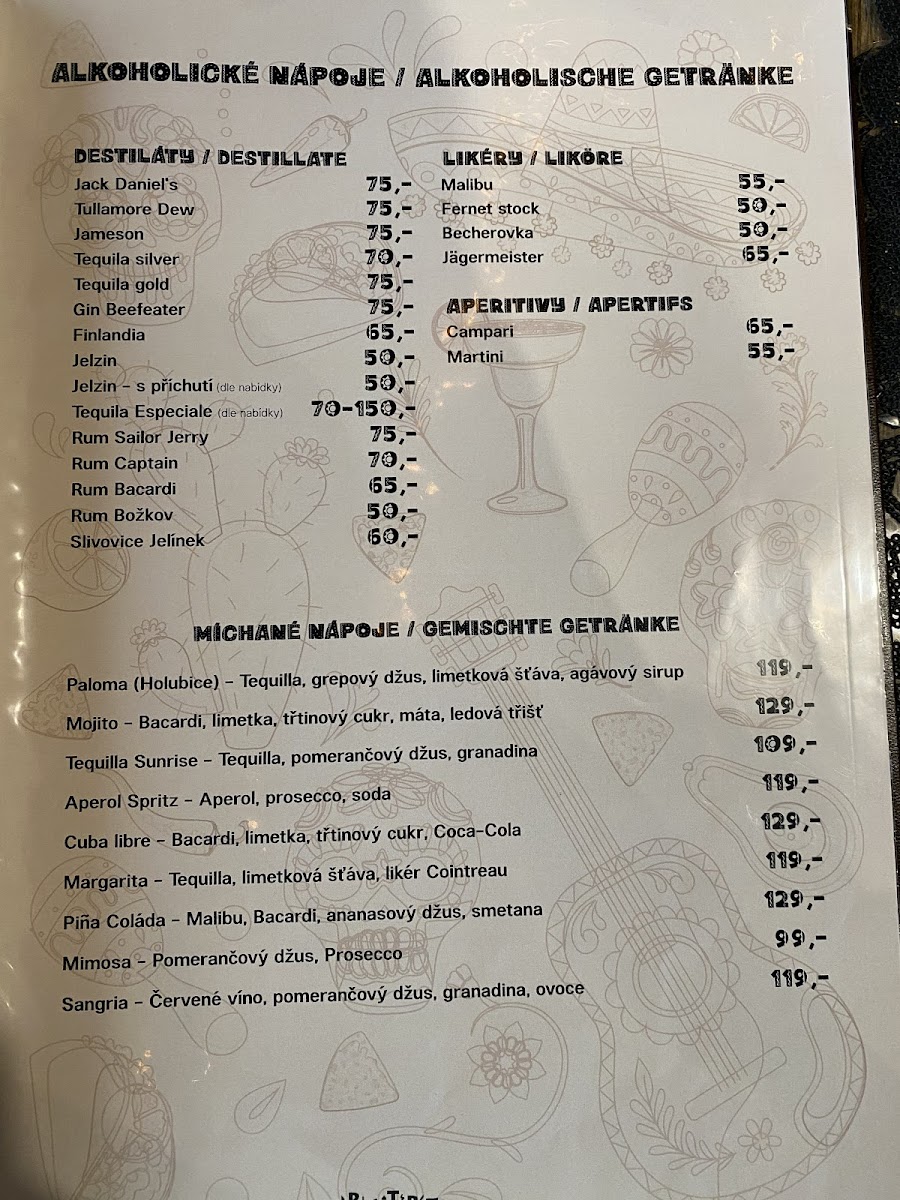 ALKOHOLICKÉ NÁPOJE / ALKOHOLISCHE GETRÄNKE
DESTILÁTY / DESTILLATE
Jack Daniel's 75,-
Tullamore Dew 75,-
Jameson 75,-
Tequila silver 70,-
Tequila gold 75,-
Gin Beefeater 75,-
Finlandia 65,-
Jelzin 50,-
Jelzin – s příchutí (dle nabídky) 50,-
Tequila Especiale (dle nabídky) 70-150,-
Rum Sailor Jerry 75,-
Rum Captain 70,-
Rum Bacardi 65,-
Rum Božkov 50,-
Slivovice Jelínek 60,-
LIKÉRY / LIKÖRE
Malibu 55,-
Fernet stock 50,-
Becherovka 50,-
Jägermeister 65,-
APERITIVY / APERTIFS
Campari 65,-
Martini 55,-
MÍCHANÉ NÁPOJE / GEMISCHTE GETRÄNKE
Paloma (Holubice) – Tequilla, grepový džus, limetková šťáva, agávový sirup 119,-
Mojito – Bacardi, limetka, třtinový cukr, máta, ledová tříšť 129,-
Tequilla Sunrise – Tequilla, pomerančový džus, granadina 109,-
Aperol Spritz – Aperol, prosecco, soda 119,-
Cuba libre – Bacardi, limetka, třtinový cukr, Coca-Cola 129,-
Margarita – Tequilla, limetková šťáva, likér Cointreau 119,-
Piña Coláda – Malibu, Bacardi, ananasový džus, smetana 129,-
Mimosa – Pomerančový džus, Prosecco 99,-
Sangria – Červené víno, pomerančový džus, granadina, ovoce 119,-